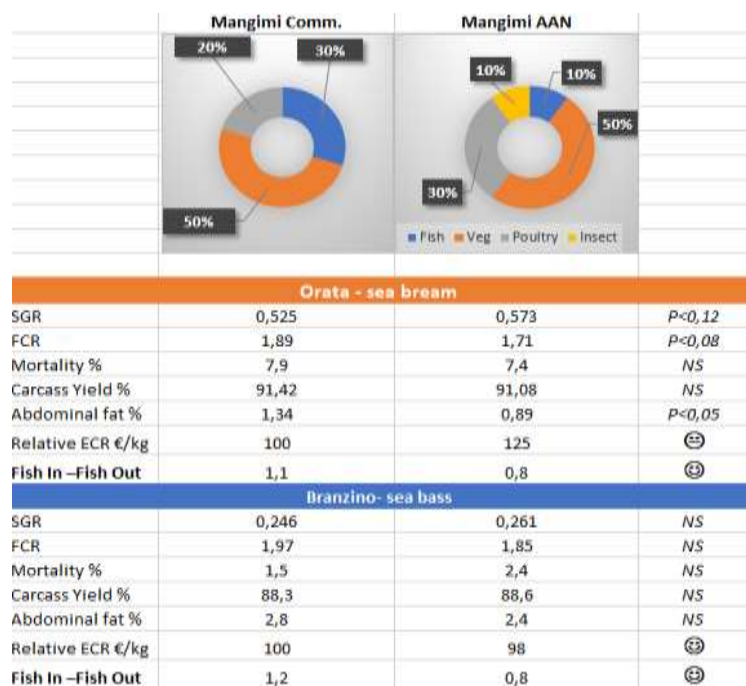 Mangimi Comm. Mangimi AAN
20% 30%
50%
10% 10%
50%
30%
Fish Veg Poultry Insect
Orata - sea bream
SGR 0,525 0,573 P<0,12
FCR 1,89 1,71 P<0,08
Mortality % 7,9 7,4 NS
Carcass Yield % 91,42 91,08 NS
Abdominal fat % 1,34 0,89 P<0,05
Relative ECR €/kg 100 125
Fish In –Fish Out 1,1 0,8
Branzino- sea bass
SGR 0,246 0,261 NS
FCR 1,97 1,85 NS
Mortality % 1,5 2,4 NS
Carcass Yield % 88,3 88,6 NS
Abdominal fat % 2,8 2,4 NS
Relative ECR €/kg 100 98
Fish In –Fish Out 1,2 0,8